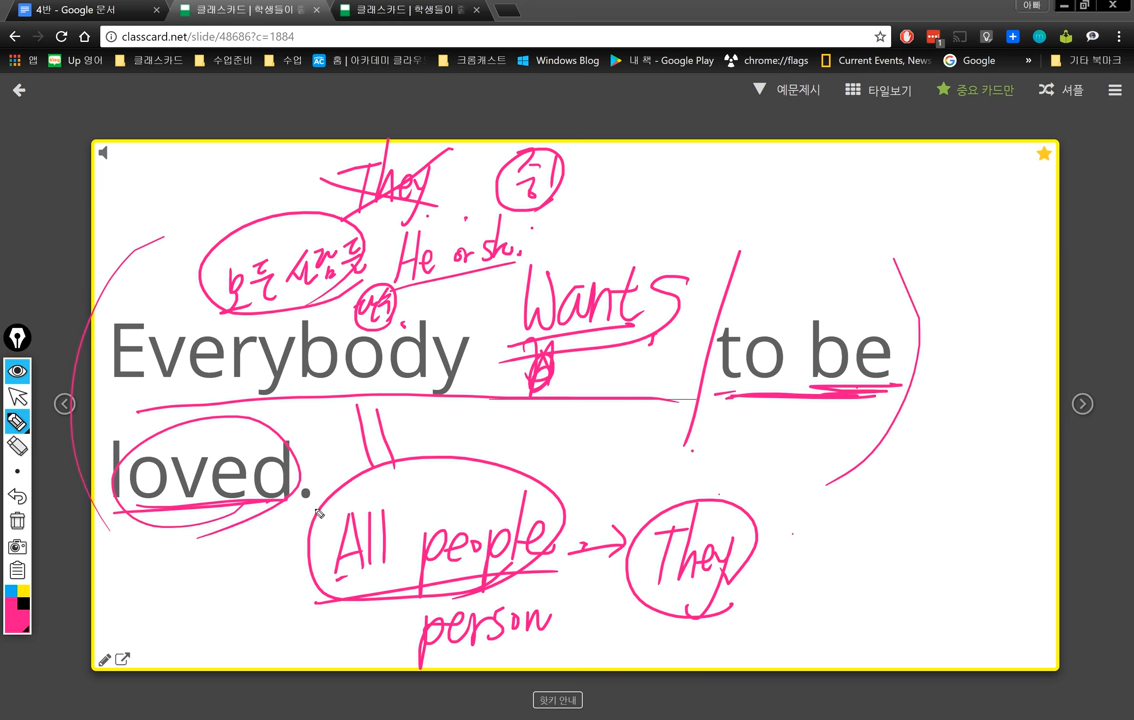 4반 - Google 문서
클래스카드 | 학생들이 클
클래스카드 | 학생들이 클
아빠
classcard.net/slide/48686?c=1884
1
앱 Up 영어 클래스카드 수업준비 수업 홈 | 아카데미 클라우 크롬캐스트 Windows Blog 내 책 - Google Play chrome://flags Current Events, News Google » 기타 북마크
예문제시 타일보기 중요 카드만 셔플
They
모든 사람들 He or she.
Wants
Everybody to be
loved.
All people → They
person
핫키 안내